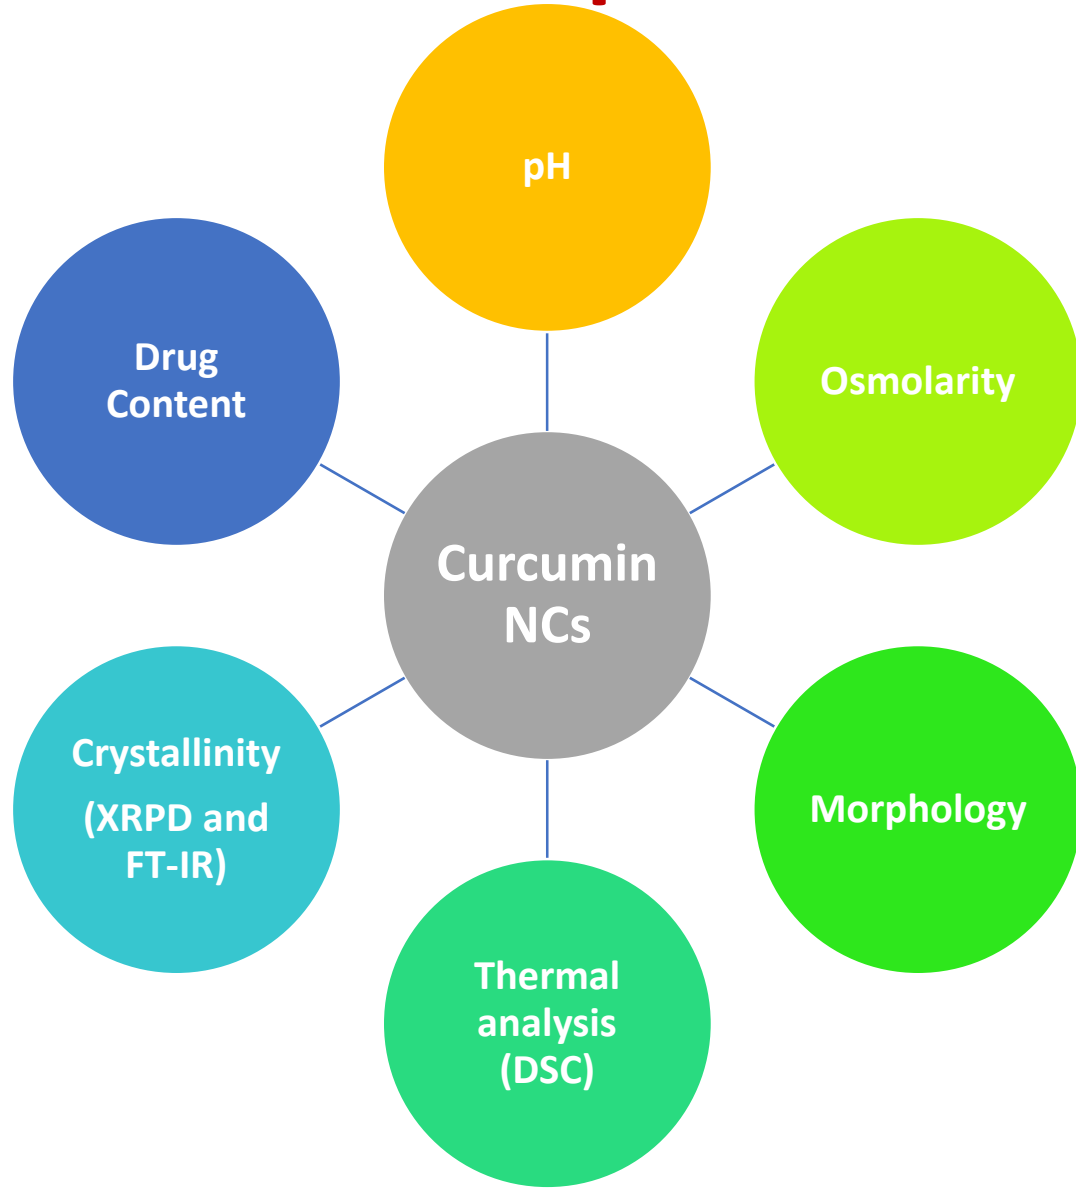 pH
Drug
Content
Osmolarity
Curcumin
NCs
Crystallinity
(XRPD and
FT-IR)
Morphology
Thermal
analysis
(DSC)